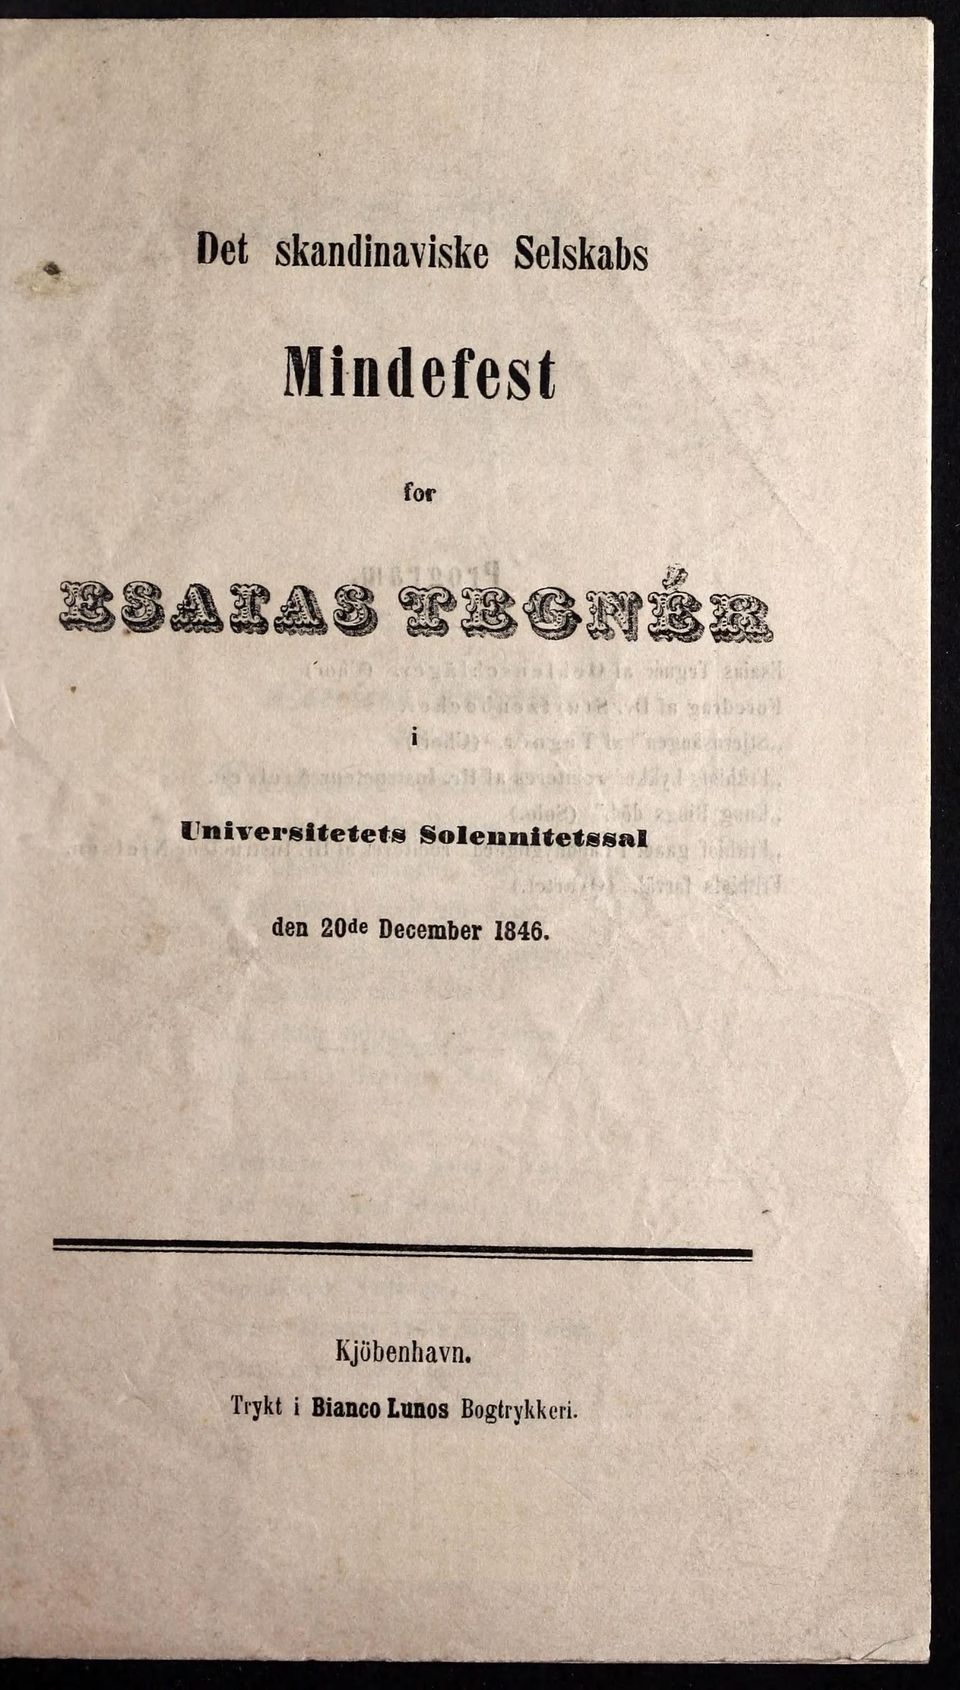 Det skandinaviske Selskabs
Mindefest
for
ESAIAS TEGNÉR
i
Universitetets Solennitetssal
den 20de December 1846.
Kjöbenhavn.
Trykt i Bianco Lunos Bogtrykkeri.